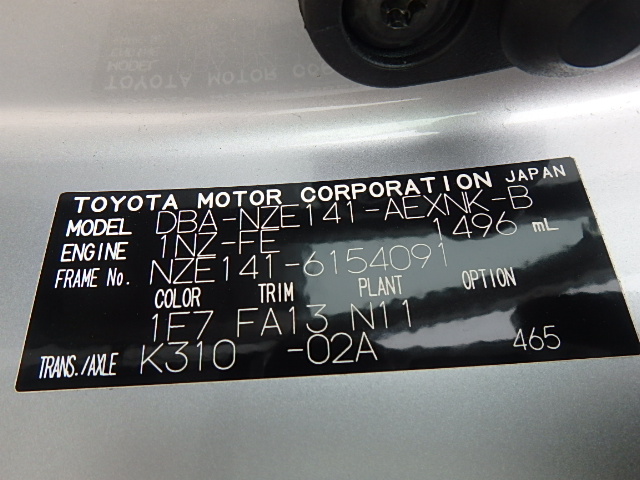 TOYOTA MOTOR CORPORATION JAPAN
MODEL DBA-NZE141-AEXNK-B
ENGINE 1NZ-FE 1496 mL
FRAME No. NZE141-6154091
COLOR TRIM PLANT OPTION
1E7 FA13 N11
TRANS./AXLE K310 -02A 465